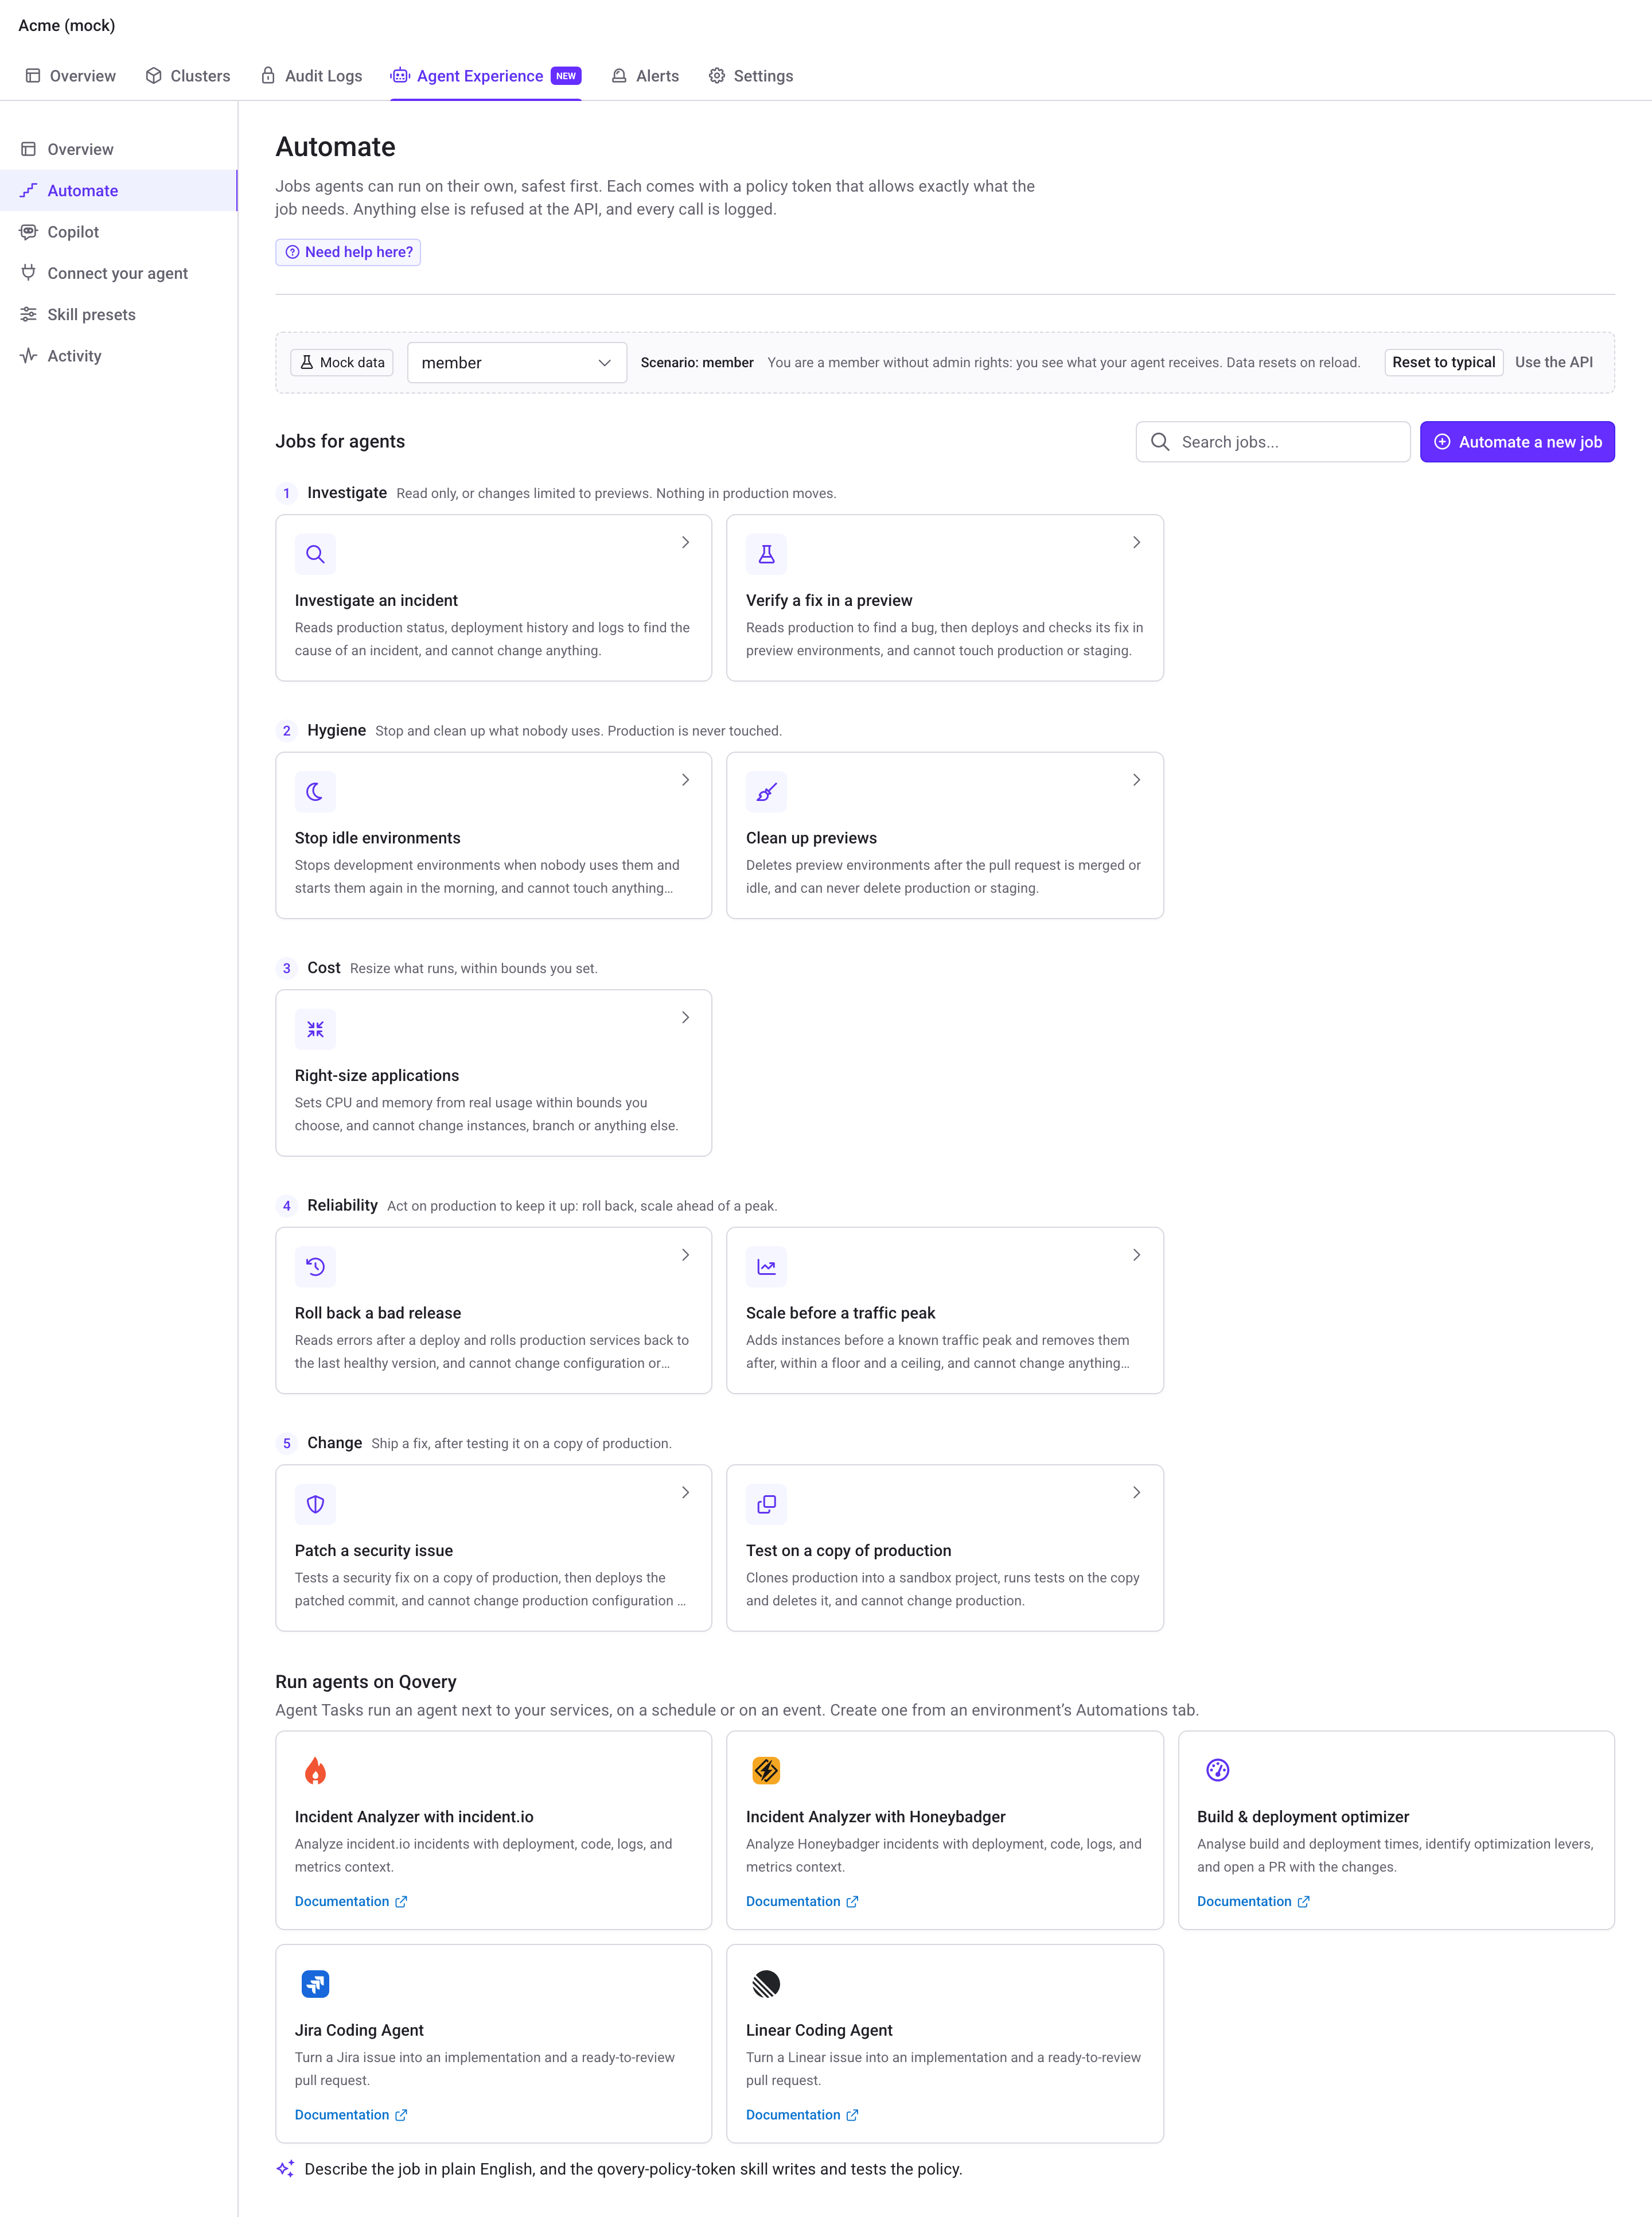 Acme (mock)
Overview
Clusters
Audit Logs
Agent Experience NEW
Alerts
Settings
Overview
Automate
Copilot
Connect your agent
Skill presets
Activity
Automate
Jobs agents can run on their own, safest first. Each comes with a policy token that allows exactly what the
job needs. Anything else is refused at the API, and every call is logged.
Need help here?
Mock data
member
Scenario: member You are a member without admin rights: you see what your agent receives. Data resets on reload.
Reset to typical
Use the API
Jobs for agents
Search jobs...
Automate a new job
1 Investigate Read only, or changes limited to previews. Nothing in production moves.
Investigate an incident
Reads production status, deployment history and logs to find the
cause of an incident, and cannot change anything.
Verify a fix in a preview
Reads production to find a bug, then deploys and checks its fix in
preview environments, and cannot touch production or staging.
2 Hygiene Stop and clean up what nobody uses. Production is never touched.
Stop idle environments
Stops development environments when nobody uses them and
starts them again in the morning, and cannot touch anything…
Clean up previews
Deletes preview environments after the pull request is merged or
idle, and can never delete production or staging.
3 Cost Resize what runs, within bounds you set.
Right-size applications
Sets CPU and memory from real usage within bounds you
choose, and cannot change instances, branch or anything else.
4 Reliability Act on production to keep it up: roll back, scale ahead of a peak.
Roll back a bad release
Reads errors after a deploy and rolls production services back to
the last healthy version, and cannot change configuration or…
Scale before a traffic peak
Adds instances before a known traffic peak and removes them
after, within a floor and a ceiling, and cannot change anything…
5 Change Ship a fix, after testing it on a copy of production.
Patch a security issue
Tests a security fix on a copy of production, then deploys the
patched commit, and cannot change production configuration …
Test on a copy of production
Clones production into a sandbox project, runs tests on the copy
and deletes it, and cannot change production.
Run agents on Qovery
Agent Tasks run an agent next to your services, on a schedule or on an event. Create one from an environment’s Automations tab.
Incident Analyzer with incident.io
Analyze incident.io incidents with deployment, code, logs, and
metrics context.
Documentation
Incident Analyzer with Honeybadger
Analyze Honeybadger incidents with deployment, code, logs, and
metrics context.
Documentation
Build & deployment optimizer
Analyse build and deployment times, identify optimization levers,
and open a PR with the changes.
Documentation
Jira Coding Agent
Turn a Jira issue into an implementation and a ready-to-review
pull request.
Documentation
Linear Coding Agent
Turn a Linear issue into an implementation and a ready-to-review
pull request.
Documentation
Describe the job in plain English, and the qovery-policy-token skill writes and tests the policy.